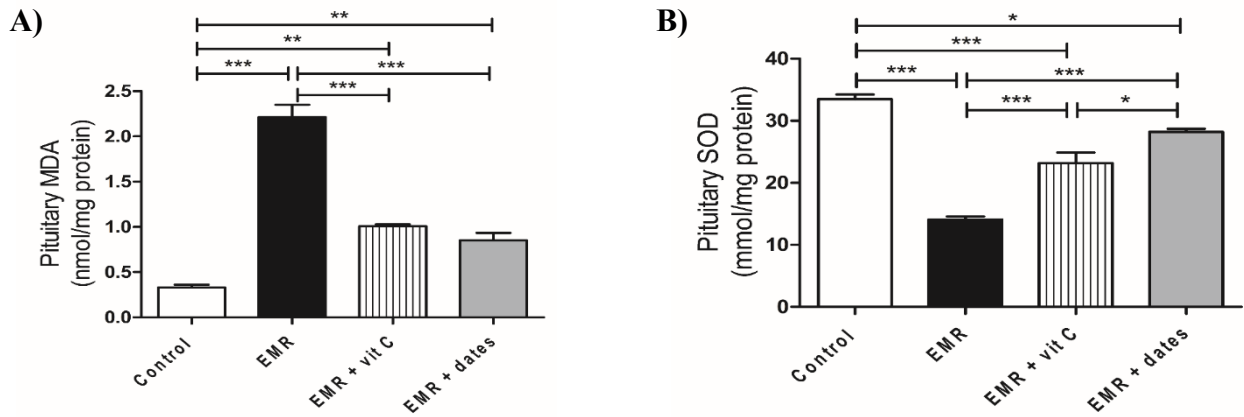 A)
**
**
***
***
***
Pituitary MDA
(nmol/mg protein)
2.5
2.0
1.5
1.0
0.5
0.0
Control
EMR
EMR + vit C
EMR + dates
B)
*
***
***
***
***
*
Pituitary SOD
(mmol/mg protein)
40
30
20
10
0
Control
EMR
EMR + vit C
EMR + dates